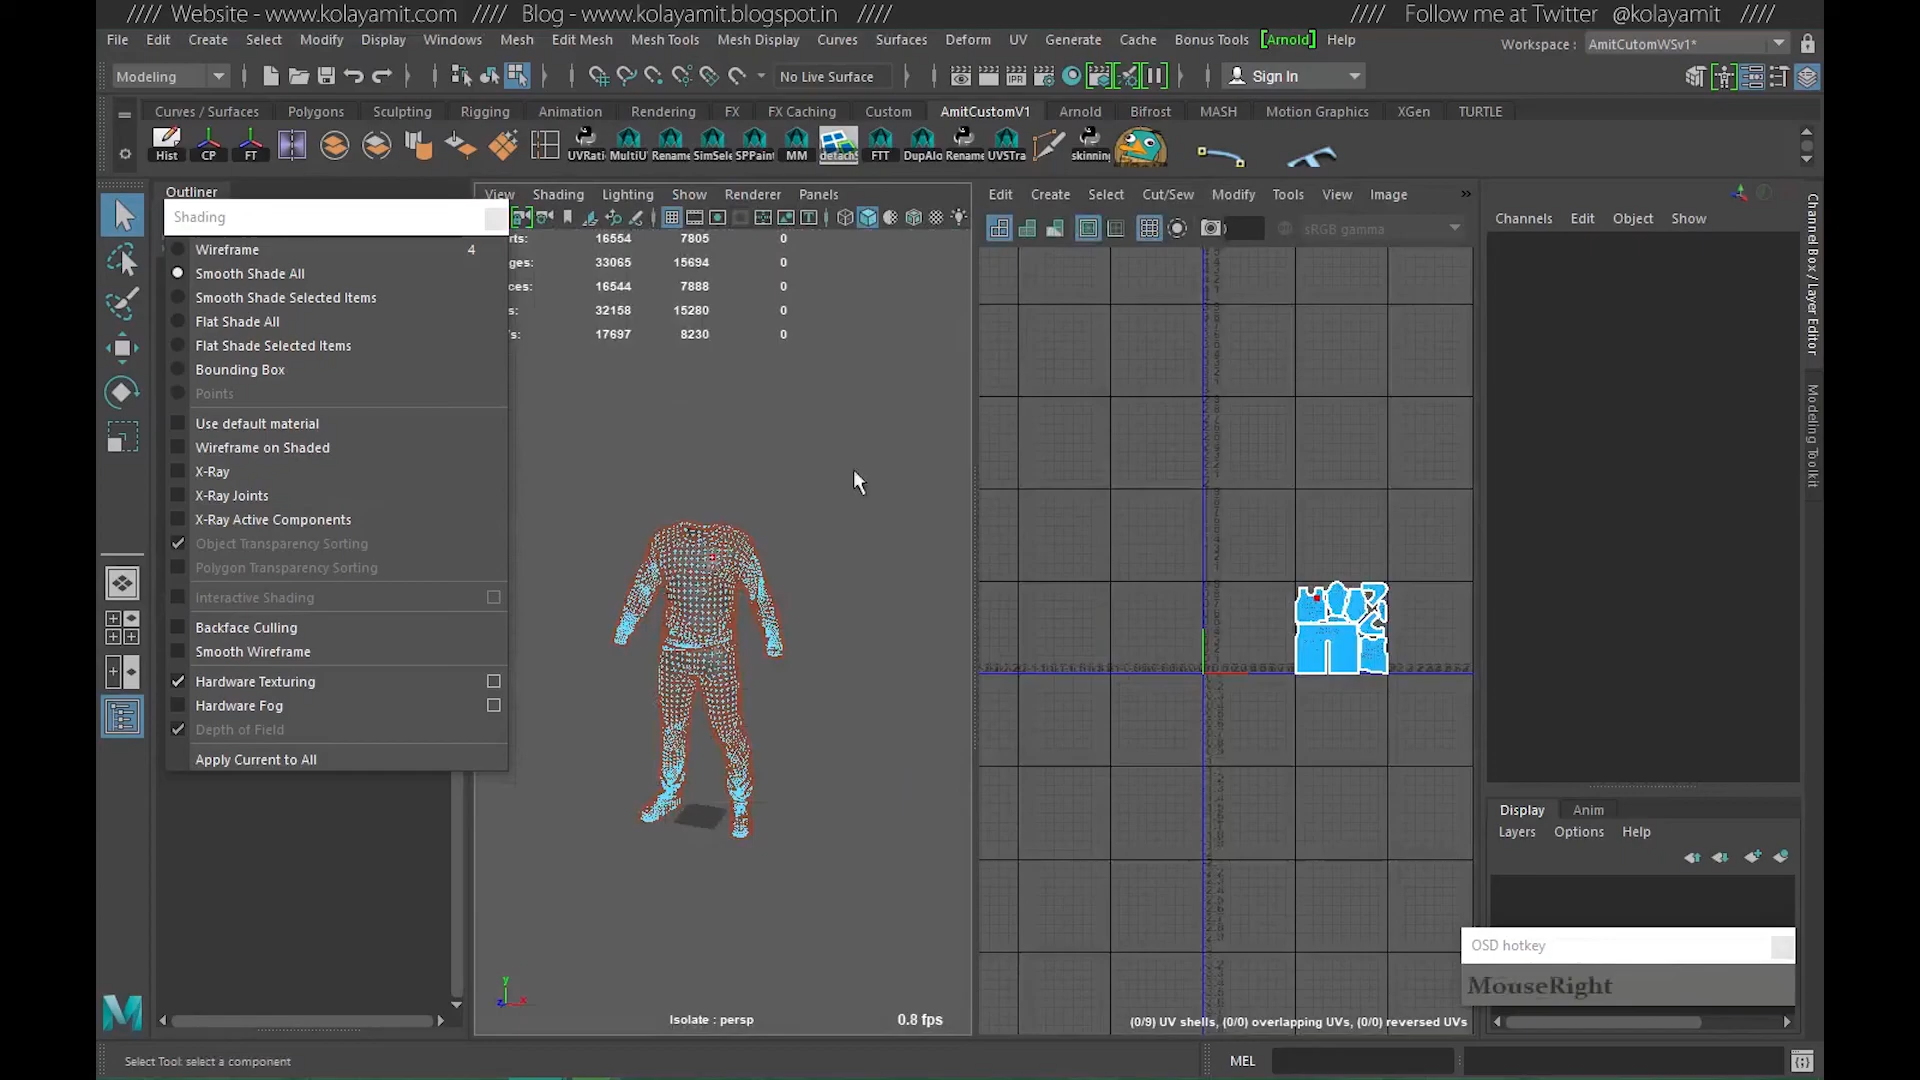 //// Website - www.kolayamit.com //// Blog - www.kolayamit.blogspot.in ////
//// Follow me at Twitter @kolayamit ////
File Edit Create Select Modify Display Windows Mesh Edit Mesh Mesh Tools Mesh Display Curves Surfaces Deform UV Generate Cache Bonus Tools [Arnold] Help
Workspace : AmitCutomWSv1*
Modeling
No Live Surface
IPR
Sign In
Curves / Surfaces Polygons Sculpting Rigging Animation Rendering FX FX Caching Custom AmitCustomV1 Arnold Bifrost MASH Motion Graphics XGen TURTLE
Hist CP FT UVRati MultiU Rename SimSele SPPain MM detach FTT DupAlo Rename UVSTra skinning
Outliner
View Shading Lighting Show Renderer Panels
Edit Create Select Cut/Sew Modify Tools View Image »
Channels Edit Object Show
sRGB gamma
Shading
Wireframe 4
Smooth Shade All
Smooth Shade Selected Items
Flat Shade All
Flat Shade Selected Items
Bounding Box
Points
Use default material
Wireframe on Shaded
X-Ray
X-Ray Joints
X-Ray Active Components
Object Transparency Sorting
Polygon Transparency Sorting
Interactive Shading
Backface Culling
Smooth Wireframe
Hardware Texturing
Hardware Fog
Depth of Field
Apply Current to All
rts: 16554 7805 0
ges: 33065 15694 0
ces: 16544 7888 0
s: 32158 15280 0
's: 17697 8230 0
y
z x
Isolate : persp
0.8 fps
(0/9) UV shells, (0/0) overlapping UVs, (0/0) reversed UVs
Channel Box / Layer Editor
Modeling Toolkit
Display Anim
Layers Options Help
OSD hotkey
MouseRight
Select Tool: select a component
MEL